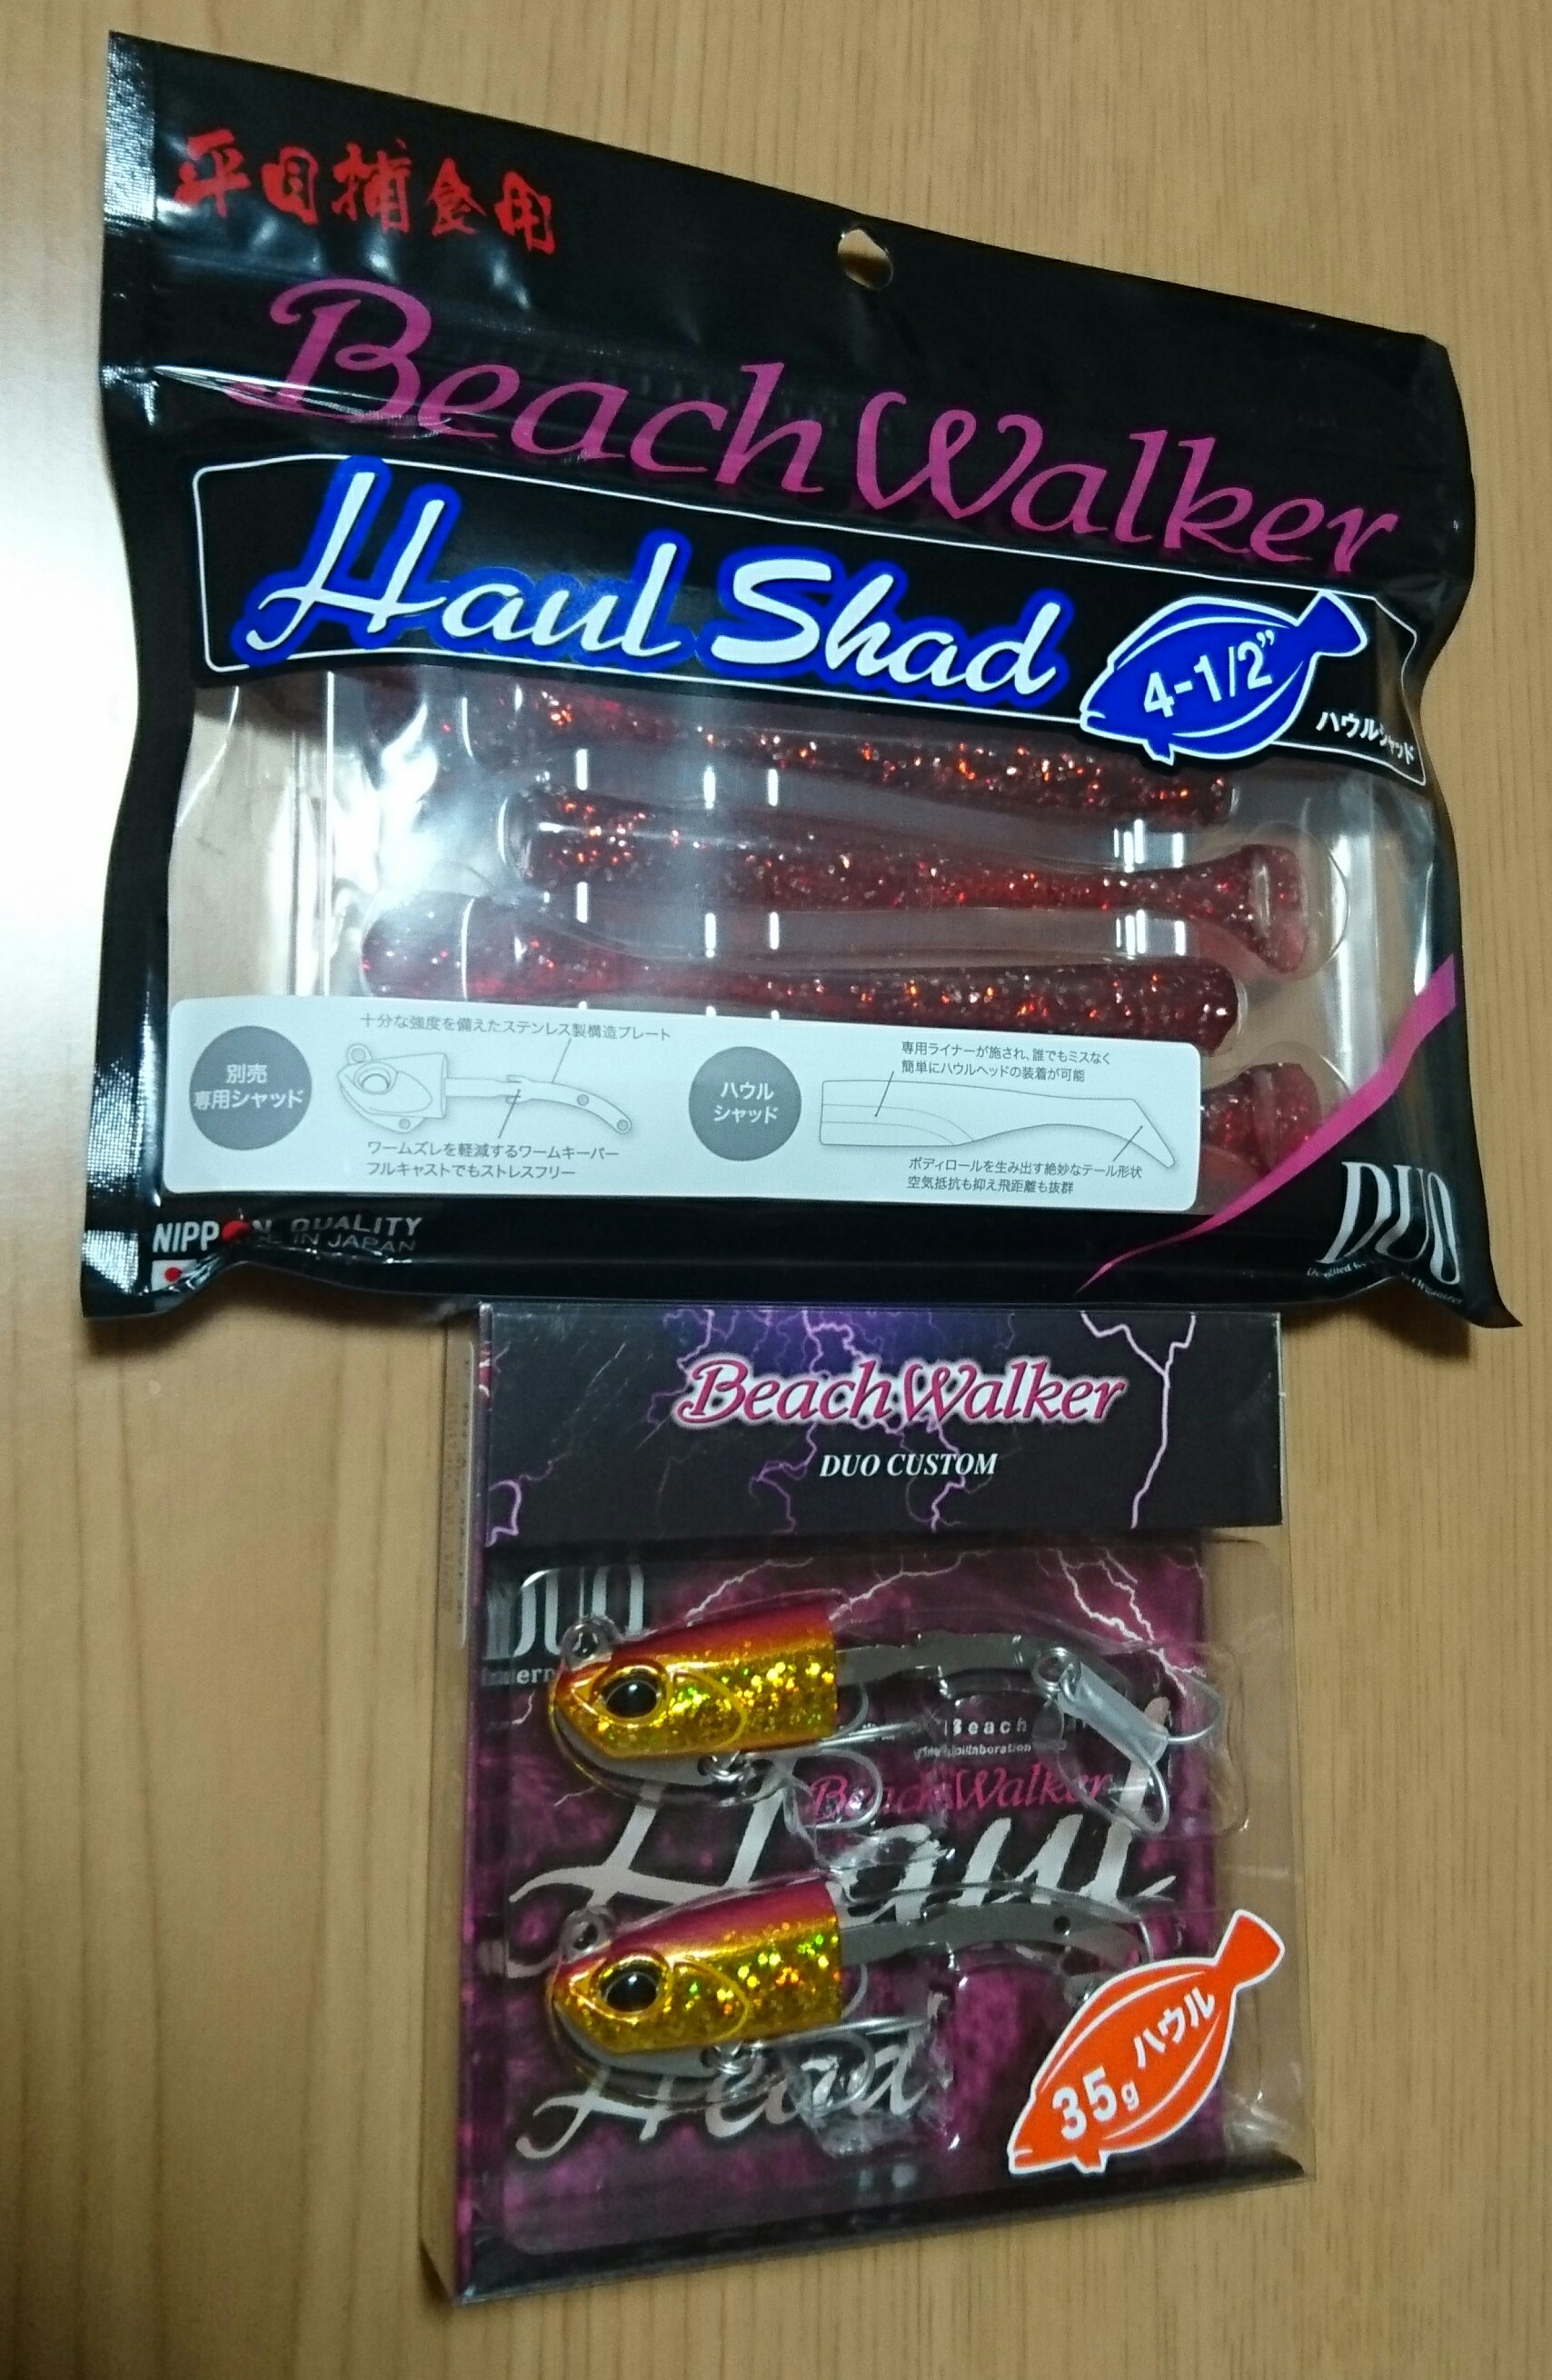 平目捕食用
Beach Walker
Haul Shad
4-1/2"
ハウルシャッド
別売
専用シャッド
十分な強度を備えたステンレス製構造プレート
ワームズレを軽減するワームキーパー
フルキャストでもストレスフリー
ハウル
シャッド
専用ライナーが施され、誰でもミスなく
簡単にハウルヘッドの装着が可能
ボディロールを生み出す絶妙なテール形状
空気抵抗も抑え飛距離も抜群
NIPPON QUALITY
IN JAPAN
DUO
Beach Walker
DUO CUSTOM
DUO
Beach
Collaboration
Beach Walker
Haul
Head
35g ハウル